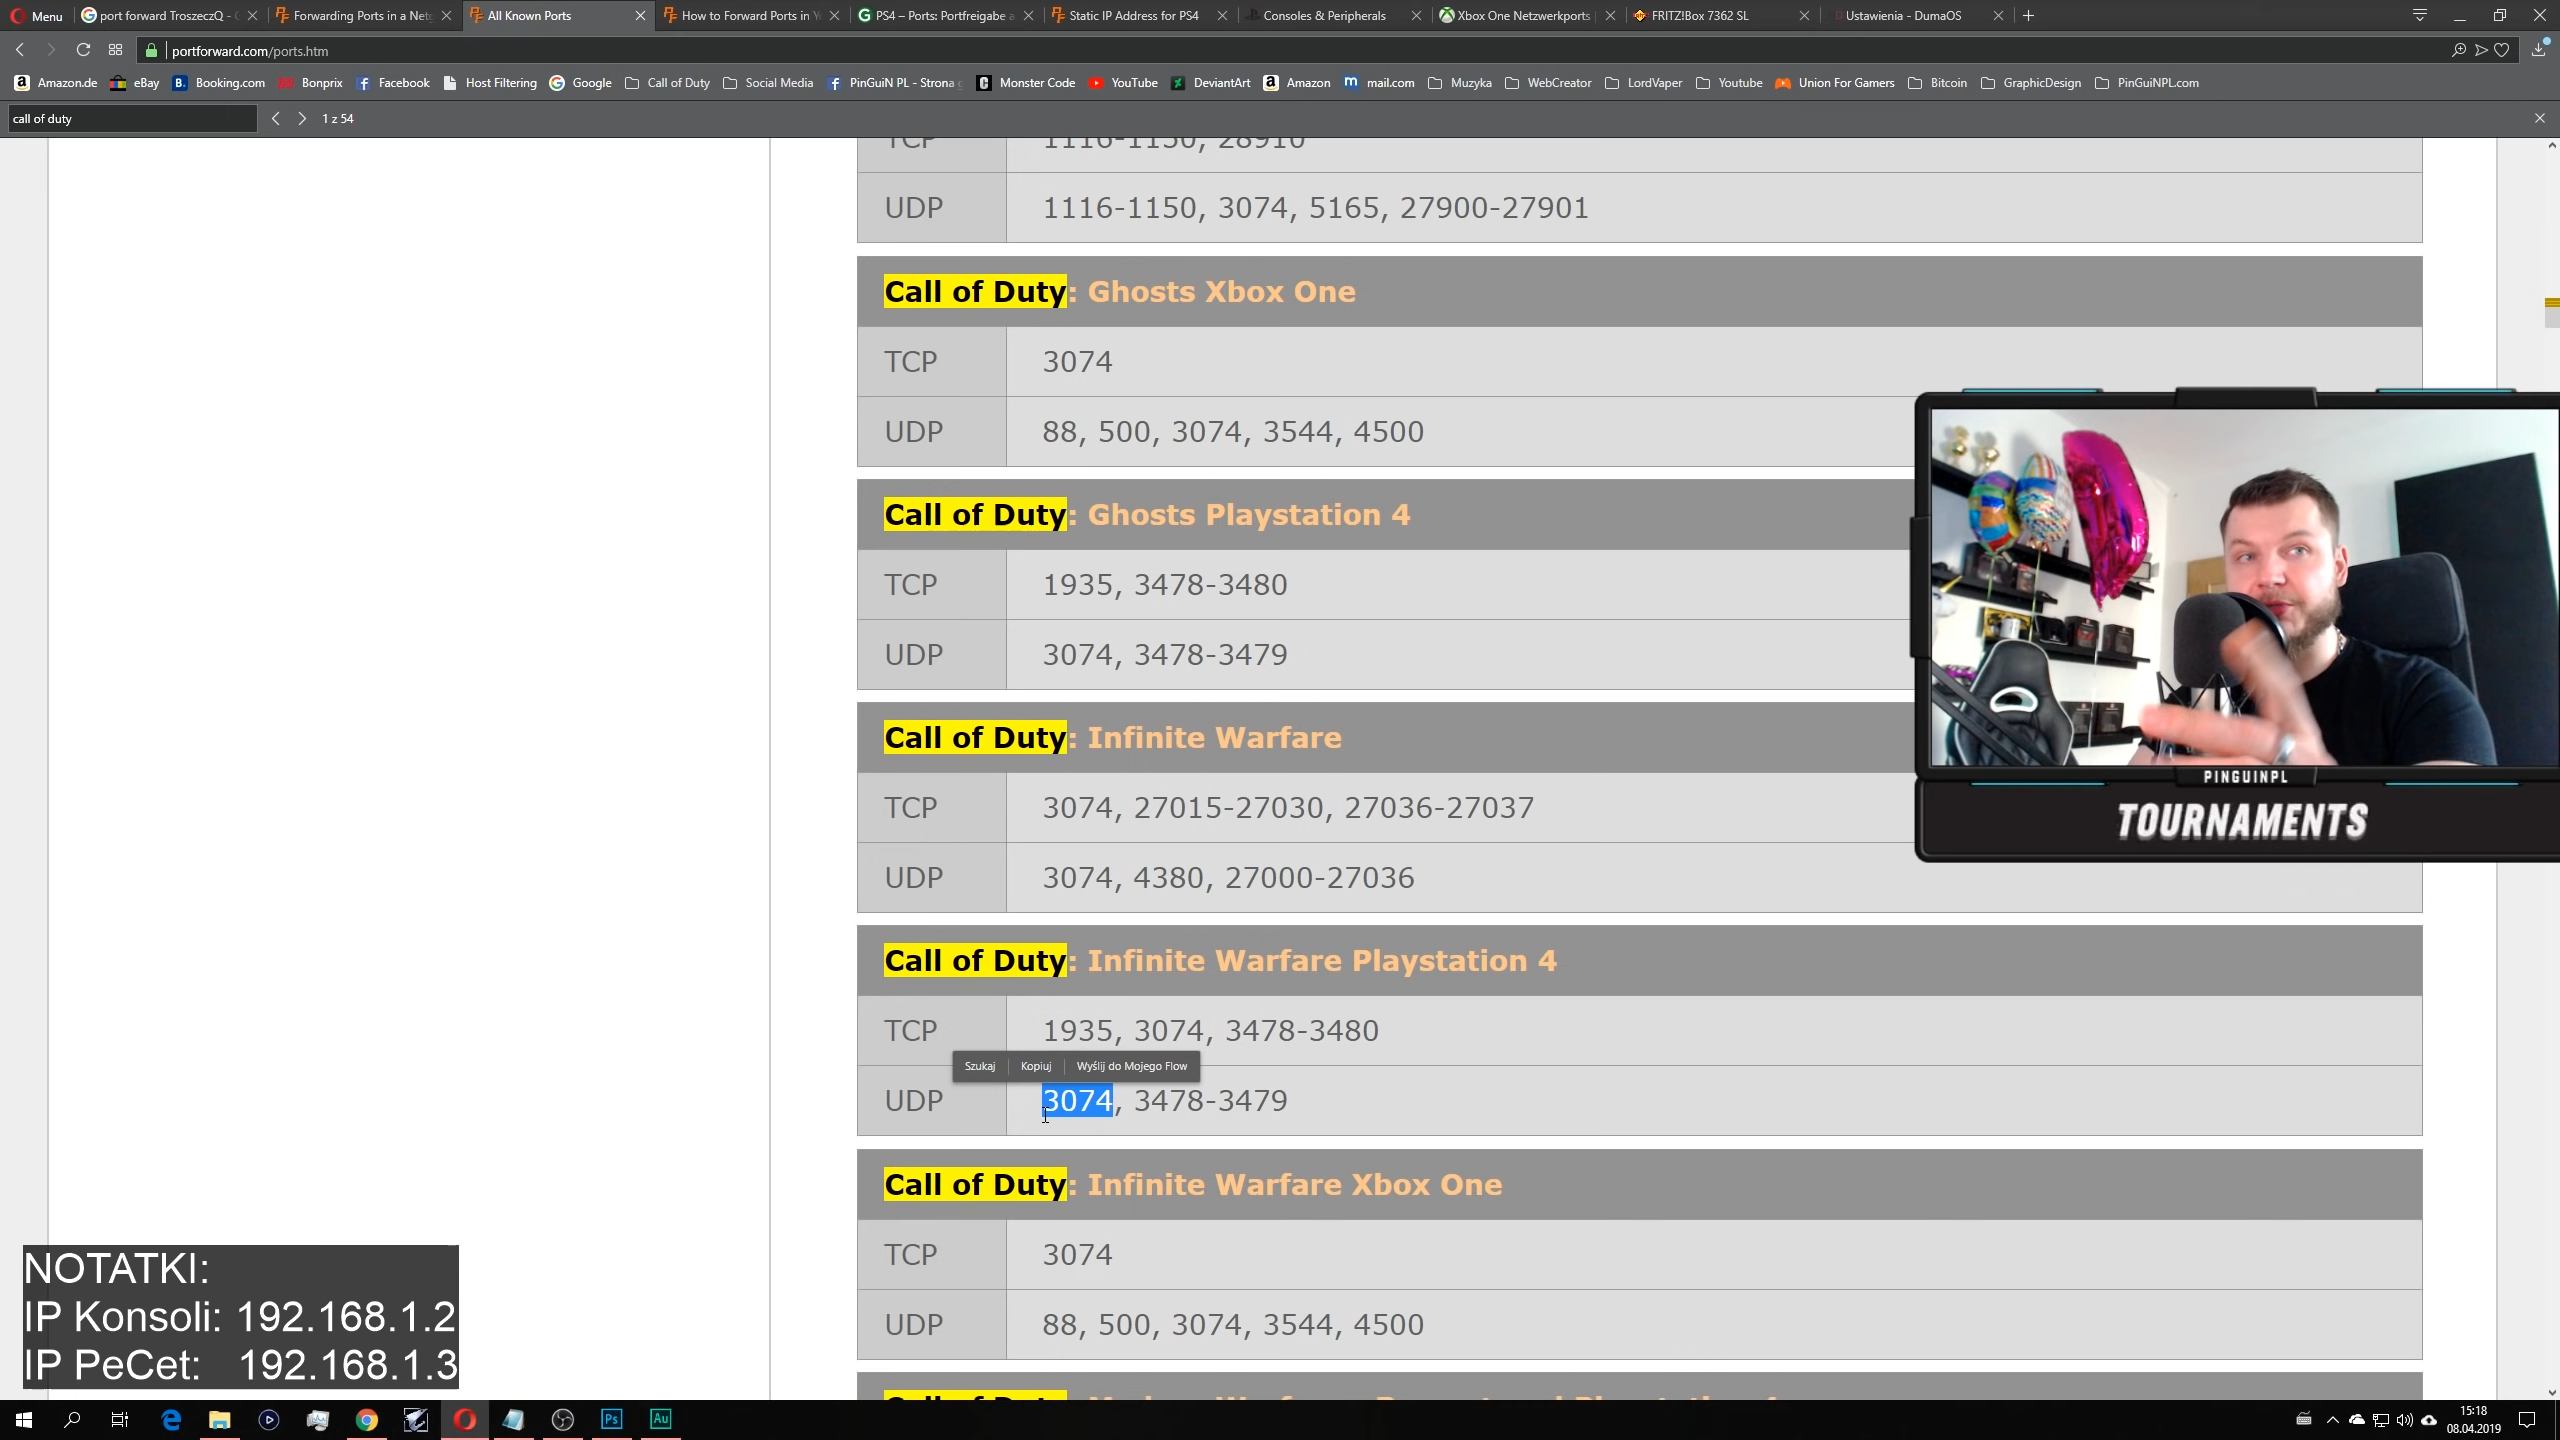 Menu
port forward TroszeczQ - 
Forwarding Ports in a Net
All Known Ports
How to Forward Ports in Y
PS4 – Ports: Portfreigabe
Static IP Address for PS4
Consoles & Peripherals
Xbox One Netzwerkports
FRITZ!Box 7362 SL
Ustawienia - DumaOS
portforward.com/ports.htm
Amazon.de
eBay
Booking.com
Bonprix
Facebook
Host Filtering
Google
Call of Duty
Social Media
PinGuiN PL - Strona
Monster Code
YouTube
DeviantArt
Amazon
mail.com
Muzyka
WebCreator
LordVaper
Youtube
Union For Gamers
Bitcoin
GraphicDesign
PinGuiNPL.com
call of duty
1 z 54
TCP 1116-1150, 28910
UDP 1116-1150, 3074, 5165, 27900-27901
Call of Duty: Ghosts Xbox One
TCP 3074
UDP 88, 500, 3074, 3544, 4500
Call of Duty: Ghosts Playstation 4
TCP 1935, 3478-3480
UDP 3074, 3478-3479
Call of Duty: Infinite Warfare
TCP 3074, 27015-27030, 27036-27037
UDP 3074, 4380, 27000-27036
Call of Duty: Infinite Warfare Playstation 4
TCP 1935, 3074, 3478-3480
Szukaj
Kopiuj
Wyślij do Mojego Flow
UDP 3074, 3478-3479
Call of Duty: Infinite Warfare Xbox One
TCP 3074
UDP 88, 500, 3074, 3544, 4500
PINGUINPL
TOURNAMENTS
NOTATKI:
IP Konsoli: 192.168.1.2
IP PeCet: 192.168.1.3
Ps
Au
15:18
08.04.2019